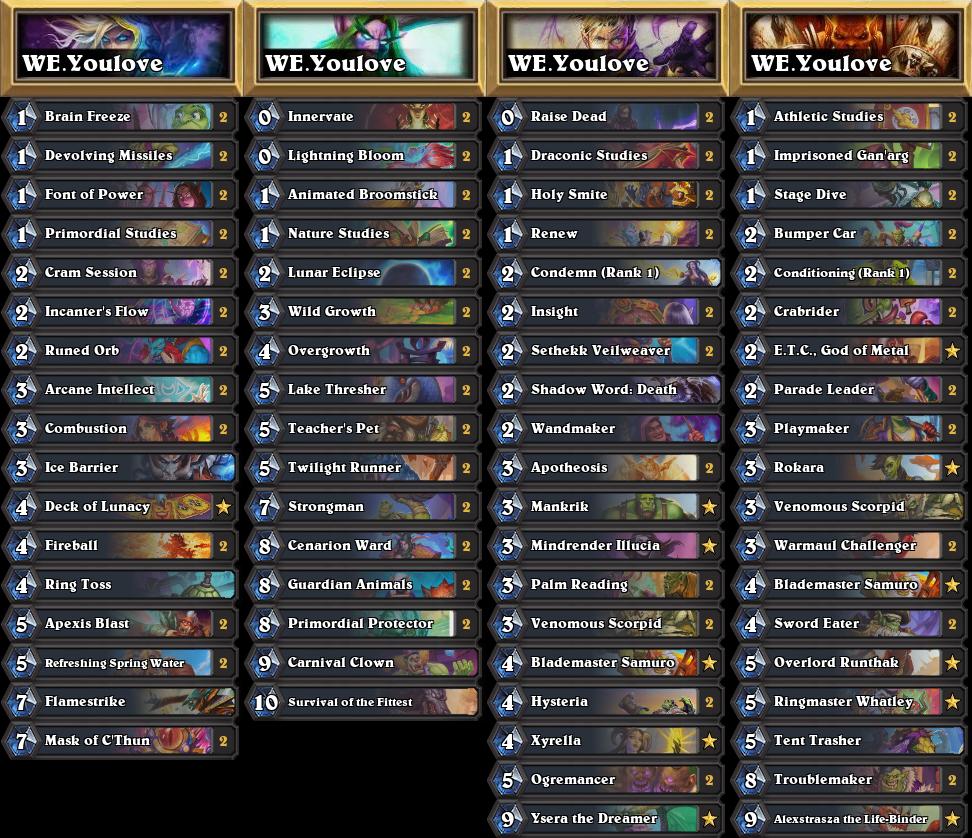 WE.Youlove
1 Brain Freeze 2
1 Devolving Missiles 2
1 Font of Power 2
1 Primordial Studies 2
2 Cram Session 2
2 Incanter's Flow 2
2 Runed Orb 2
3 Arcane Intellect 2
3 Combustion 2
3 Ice Barrier
4 Deck of Lunacy
4 Fireball 2
4 Ring Toss
5 Apexis Blast 2
5 Refreshing Spring Water 2
7 Flamestrike
7 Mask of C'Thun 2
WE.Youlove
0 Innervate 2
0 Lightning Bloom 2
1 Animated Broomstick 2
1 Nature Studies 2
2 Lunar Eclipse 2
3 Wild Growth 2
4 Overgrowth 2
5 Lake Thresher 2
5 Teacher's Pet 2
5 Twilight Runner 2
7 Strongman 2
8 Cenarion Ward 2
8 Guardian Animals 2
8 Primordial Protector 2
9 Carnival Clown
10 Survival of the Fittest
WE.Youlove
0 Raise Dead 2
1 Draconic Studies 2
1 Holy Smite 2
1 Renew 2
2 Condemn (Rank 1)
2 Insight 2
2 Sethekk Veilweaver 2
2 Shadow Word: Death
2 Wandmaker
3 Apotheosis 2
3 Mankrik
3 Mindrender Illucia
3 Palm Reading 2
3 Venomous Scorpid 2
4 Blademaster Samuro
4 Hysteria 2
4 Xyrella
5 Ogremancer 2
9 Ysera the Dreamer
WE.Youlove
1 Athletic Studies 2
1 Imprisoned Gan'arg 2
1 Stage Dive 2
2 Bumper Car 2
2 Conditioning (Rank 1) 2
2 Crabrider 2
2 E.T.C., God of Metal
2 Parade Leader 2
3 Playmaker 2
3 Rokara
3 Venomous Scorpid
3 Warmaul Challenger 2
4 Blademaster Samuro
4 Sword Eater 2
5 Overlord Runthak
5 Ringmaster Whatley
5 Tent Trasher
8 Troublemaker 2
9 Alexstrasza the Life-Binder